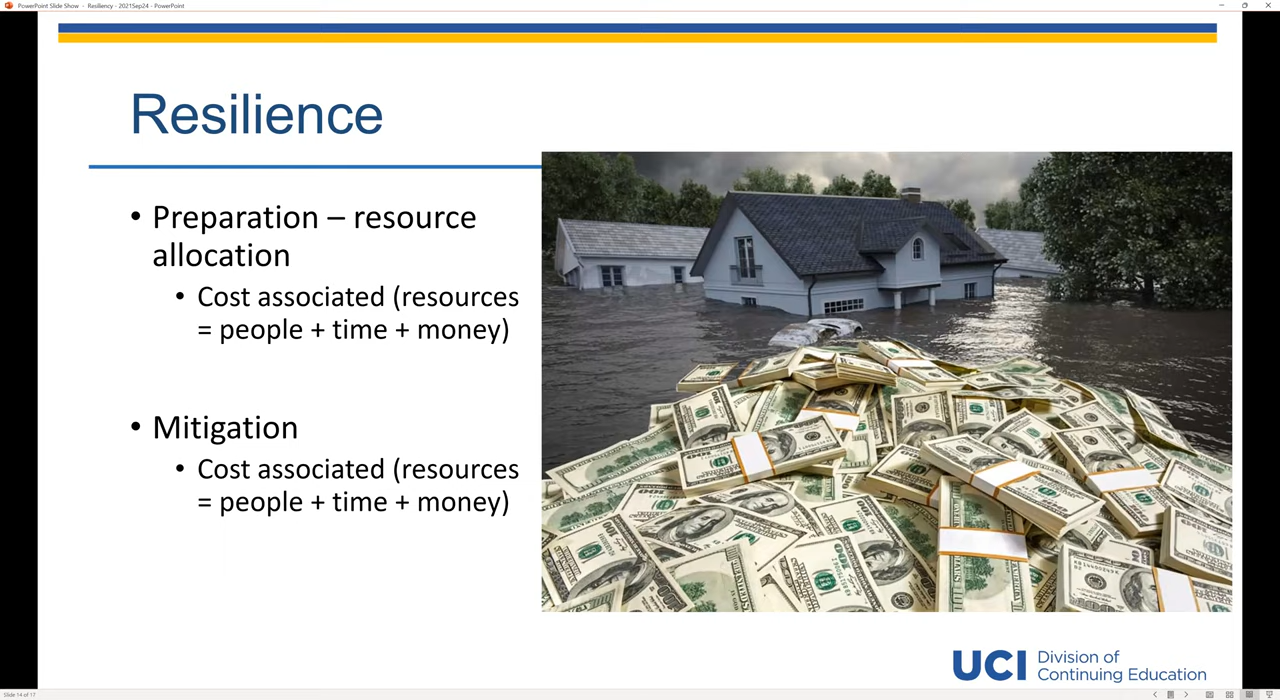 PowerPoint Slide Show - Resiliency - 2021Sep24 - PowerPoint
Resilience
• Preparation – resource
allocation
• Cost associated (resources
= people + time + money)
• Mitigation
• Cost associated (resources
= people + time + money)
UCI Division of
Continuing Education
Slide 14 of 17